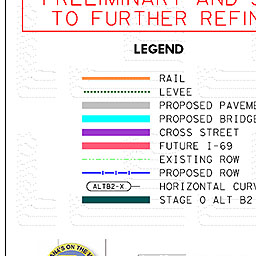 PRELIMINARY AND
TO FURTHER REFIN
LEGEND
RAIL
LEVEE
PROPOSED PAVEME
PROPOSED BRIDGE
CROSS STREET
FUTURE I-69
EXISTING ROW
PROPOSED ROW
ALTB2-X HORIZONTAL CURV
STAGE 0 ALT B2